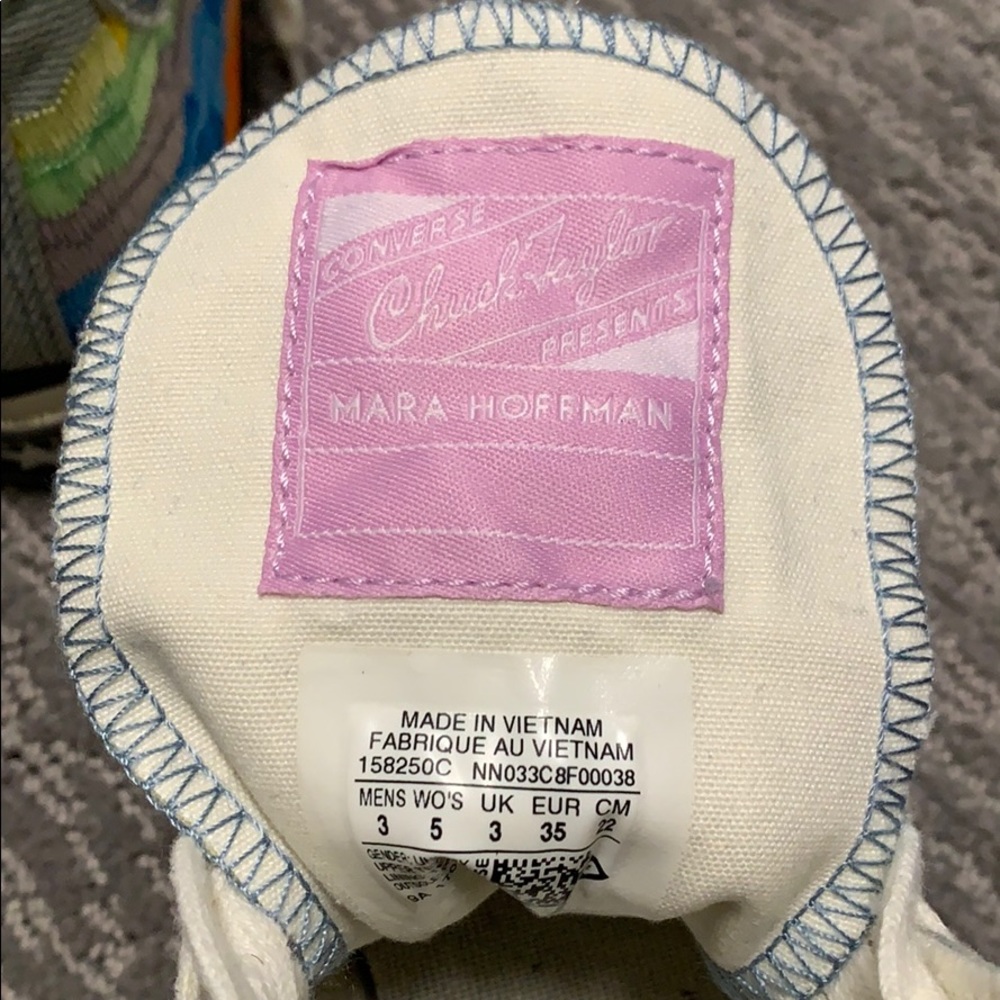 CONVERSE
Chuck Taylor
PRESENTS
MARA HOFFMAN
MADE IN VIETNAM
FABRIQUE AU VIETNAM
158250C NN033C8F00038
MENS WO'S UK EUR CM
3 5 3 35 22
GENDER: